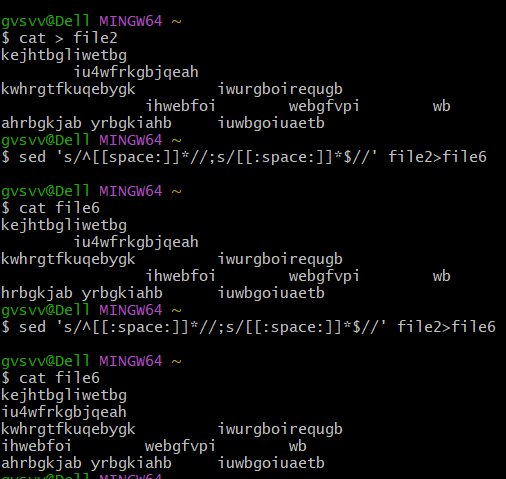 gvsvv@Dell MINGW64 ~
$ cat > file2
kejhtbgliwetbg
        iu4wfrkgbjqeah
kwhrgtfkuqebygk         iwurgboirequgb
                ihwebfoi        webgfvpi        wb
ahrbgkjab yrbgkiahb     iuwbgoiuaetb
gvsvv@Dell MINGW64 ~
$ sed 's/^[[space:]]*//;s/[[:space:]]*$//' file2>file6
gvsvv@Dell MINGW64 ~
$ cat file6
kejhtbgliwetbg
        iu4wfrkgbjqeah
kwhrgtfkuqebygk         iwurgboirequgb
                ihwebfoi        webgfvpi        wb
hrbgkjab yrbgkiahb      iuwbgoiuaetb
gvsvv@Dell MINGW64 ~
$ sed 's/^[[:space:]]*//;s/[[:space:]]*$//' file2>file6
gvsvv@Dell MINGW64 ~
$ cat file6
kejhtbgliwetbg
iu4wfrkgbjqeah
kwhrgtfkuqebygk         iwurgboirequgb
ihwebfoi        webgfvpi        wb
ahrbgkjab yrbgkiahb     iuwbgoiuaetb
gvsvv@Dell MINGW64 ~